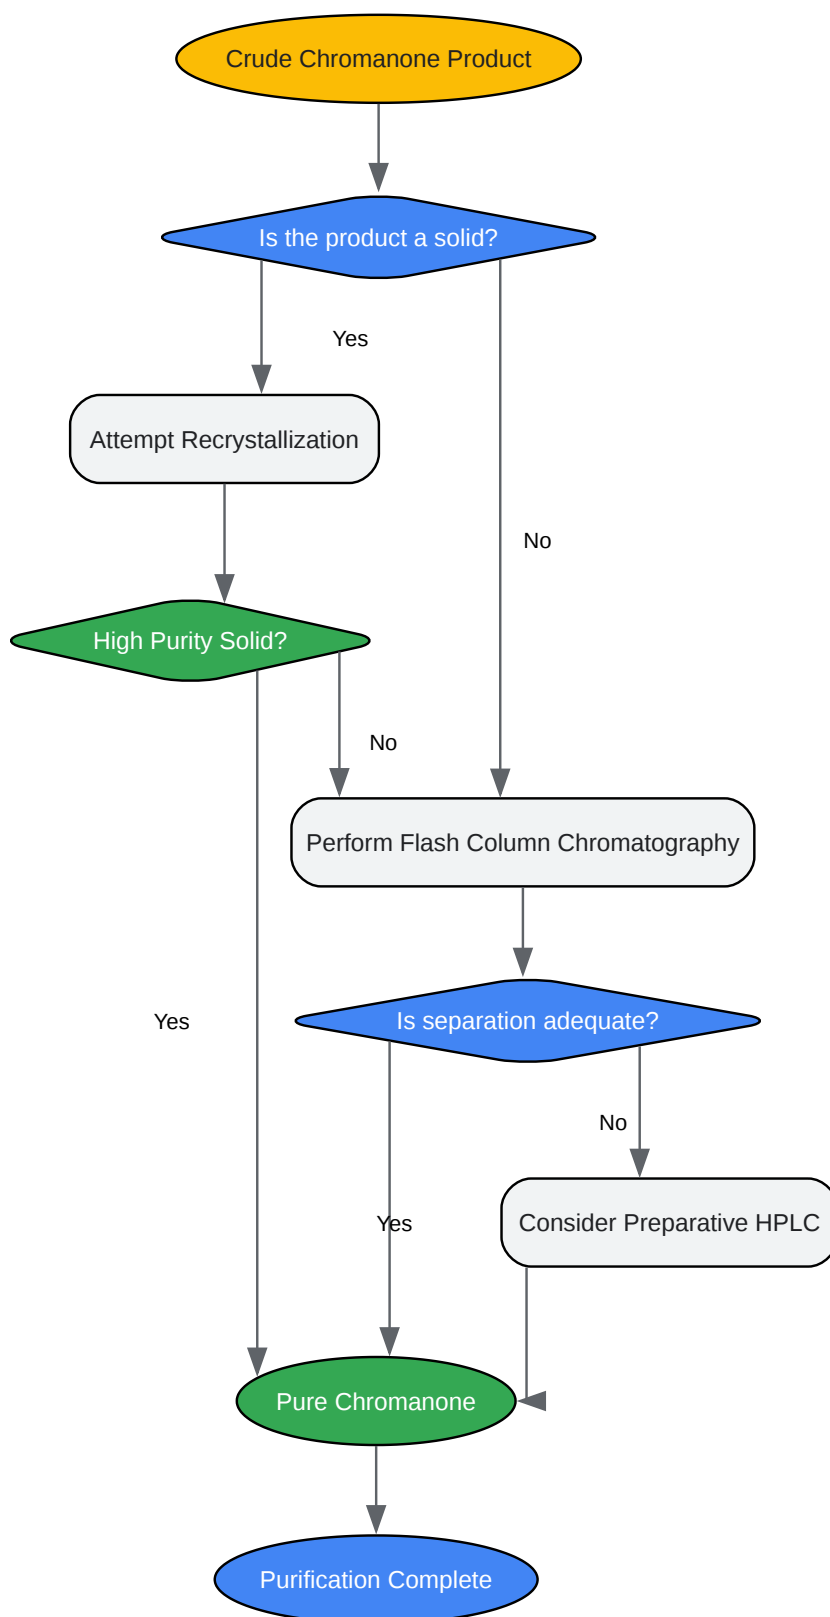 Crude Chromanone Product
Is the product a solid?
Yes
Attempt Recrystallization
No
High Purity Solid?
No
Perform Flash Column Chromatography
Yes
Is separation adequate?
No
Yes
Consider Preparative HPLC
Pure Chromanone
Purification Complete